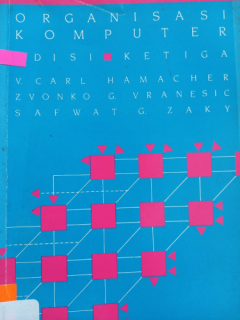 ORGANISASI
KOMPUTER
EDISI KETIGA
V. CARL HAMACHER
ZVONKO G. VRANESIC
SAFWAT G. ZAKY